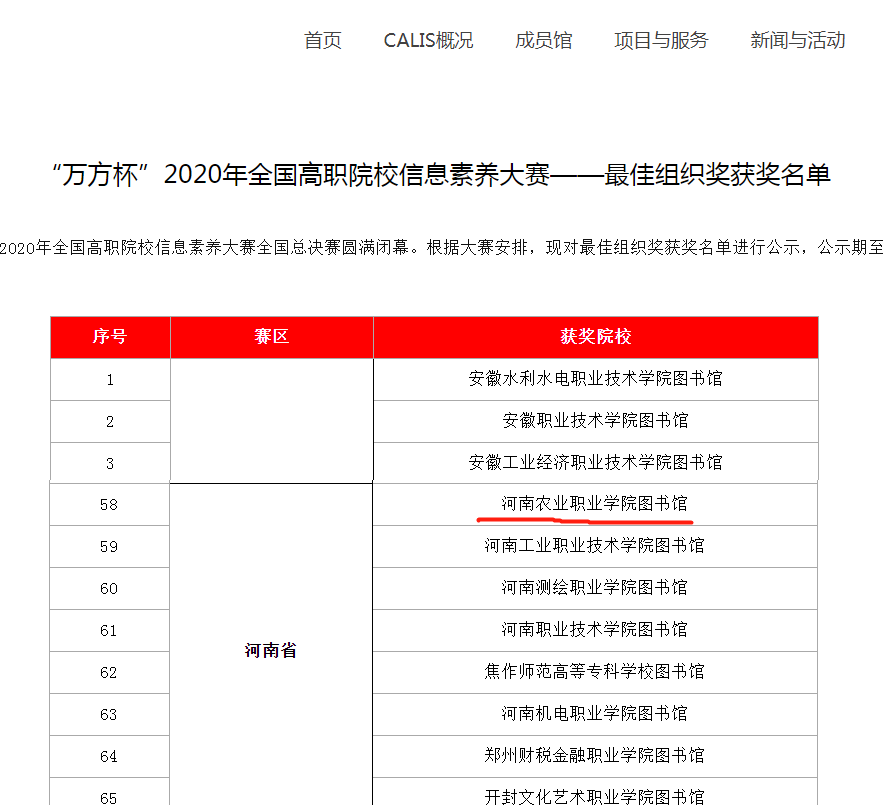 首页 CALIS概况 成员馆 项目与服务 新闻与活动
“万方杯”2020年全国高职院校信息素养大赛——最佳组织奖获奖名单
2020年全国高职院校信息素养大赛全国总决赛圆满闭幕。根据大赛安排，现对最佳组织奖获奖名单进行公示，公示期至
序号 赛区 获奖院校
1 安徽水利水电职业技术学院图书馆
2 安徽职业技术学院图书馆
3 安徽工业经济职业技术学院图书馆
58 河南农业职业学院图书馆
59 河南工业职业技术学院图书馆
60 河南测绘职业学院图书馆
61 河南职业技术学院图书馆
河南省
62 焦作师范高等专科学校图书馆
63 河南机电职业学院图书馆
64 郑州财税金融职业学院图书馆
65 开封文化艺术职业学院图书馆